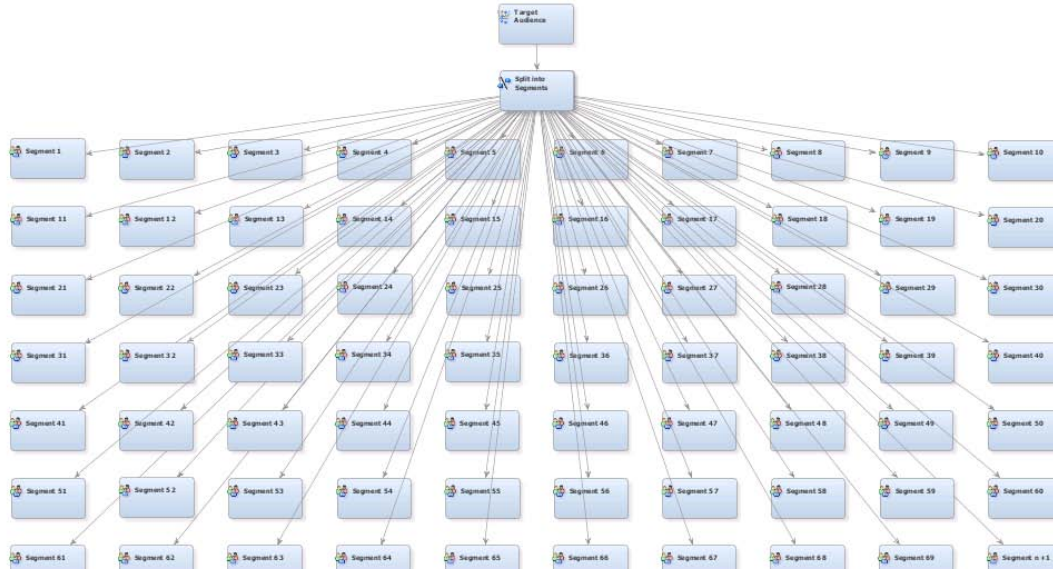 Target
Audience
Split into
Segments
Segment 1
Segment 2
Segment 3
Segment 4
Segment 5
Segment 6
Segment 7
Segment 8
Segment 9
Segment 10
Segment 11
Segment 12
Segment 13
Segment 14
Segment 15
Segment 16
Segment 17
Segment 18
Segment 19
Segment 20
Segment 21
Segment 22
Segment 23
Segment 24
Segment 25
Segment 26
Segment 27
Segment 28
Segment 29
Segment 30
Segment 31
Segment 32
Segment 33
Segment 34
Segment 35
Segment 36
Segment 37
Segment 38
Segment 39
Segment 40
Segment 41
Segment 42
Segment 43
Segment 44
Segment 45
Segment 46
Segment 47
Segment 48
Segment 49
Segment 50
Segment 51
Segment 52
Segment 53
Segment 54
Segment 55
Segment 56
Segment 57
Segment 58
Segment 59
Segment 60
Segment 61
Segment 62
Segment 63
Segment 64
Segment 65
Segment 66
Segment 67
Segment 68
Segment 69
Segment n +1